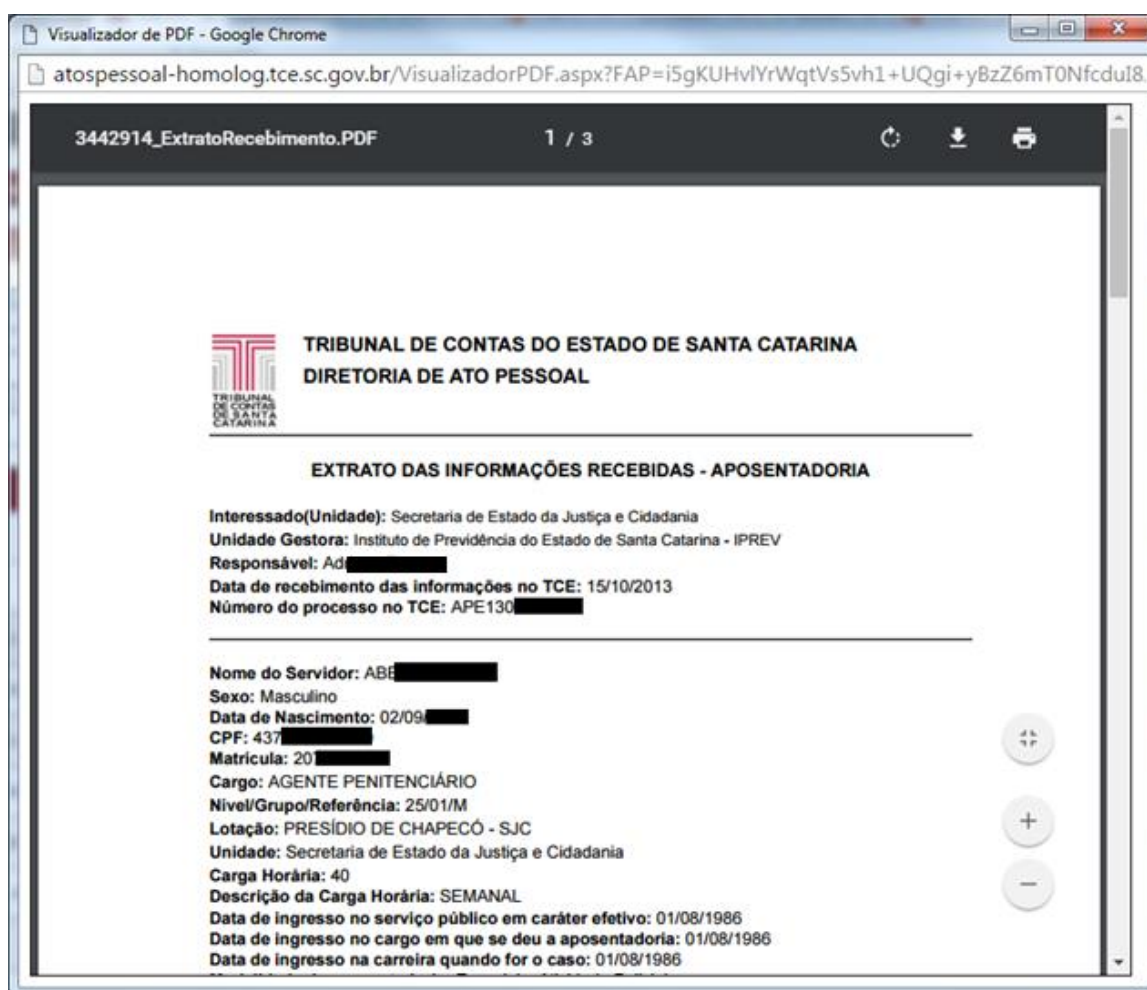 Visualizador de PDF - Google Chrome
atospessoal-homolog.tce.sc.gov.br/VisualizadorPDF.aspx?FAP=i5gKUHvlYrWqtVs5vh1+UQgi+yBzZ6mT0NfcduI8.
3442914_ExtratoRecebimento.PDF 1 / 3
TRIBUNAL DE CONTAS DO ESTADO DE SANTA CATARINA
DIRETORIA DE ATO PESSOAL
TRIBUNAL
DE CONTAS
DE SANTA
CATARINA
EXTRATO DAS INFORMAÇÕES RECEBIDAS - APOSENTADORIA
Interessado(Unidade): Secretaria de Estado da Justiça e Cidadania
Unidade Gestora: Instituto de Previdência do Estado de Santa Catarina - IPREV
Responsável: Adr
Data de recebimento das informações no TCE: 15/10/2013
Número do processo no TCE: APE130
Nome do Servidor: ABE
Sexo: Masculino
Data de Nascimento: 02/09/
CPF: 437
Matrícula: 207
Cargo: AGENTE PENITENCIÁRIO
Nível/Grupo/Referência: 25/01/M
Lotação: PRESÍDIO DE CHAPECÓ - SJC
Unidade: Secretaria de Estado da Justiça e Cidadania
Carga Horária: 40
Descrição da Carga Horária: SEMANAL
Data de ingresso no serviço público em caráter efetivo: 01/08/1986
Data de ingresso no cargo em que se deu a aposentadoria: 01/08/1986
Data de ingresso na carreira quando for o caso: 01/08/1986